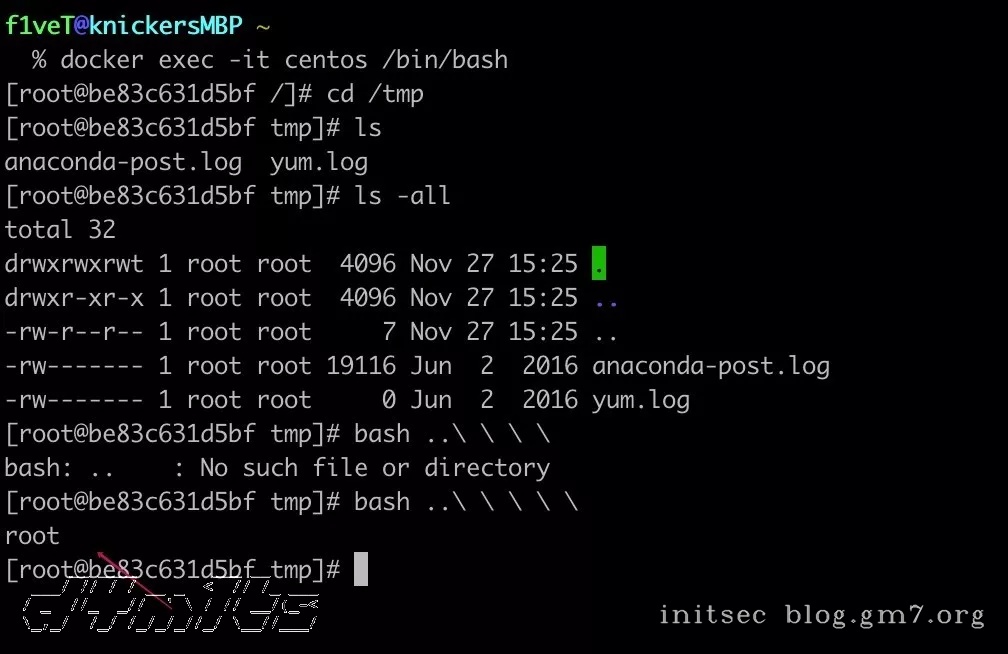 f1veT@knickersMBP ~
% docker exec -it centos /bin/bash
[root@be83c631d5bf /]# cd /tmp
[root@be83c631d5bf tmp]# ls
anaconda-post.log  yum.log
[root@be83c631d5bf tmp]# ls -all
total 32
drwxrwxrwt 1 root root  4096 Nov 27 15:25 .
drwxr-xr-x 1 root root  4096 Nov 27 15:25 ..
-rw-r--r-- 1 root root     7 Nov 27 15:25 ..
-rw------- 1 root root 19116 Jun  2  2016 anaconda-post.log
-rw------- 1 root root     0 Jun  2  2016 yum.log
[root@be83c631d5bf tmp]# bash ..\ \ \ \
bash: ..    : No such file or directory
[root@be83c631d5bf tmp]# bash ..\ \ \ \ \
root
[root@be83c631d5bf tmp]#
d4m1ts
initsec blog.gm7.org